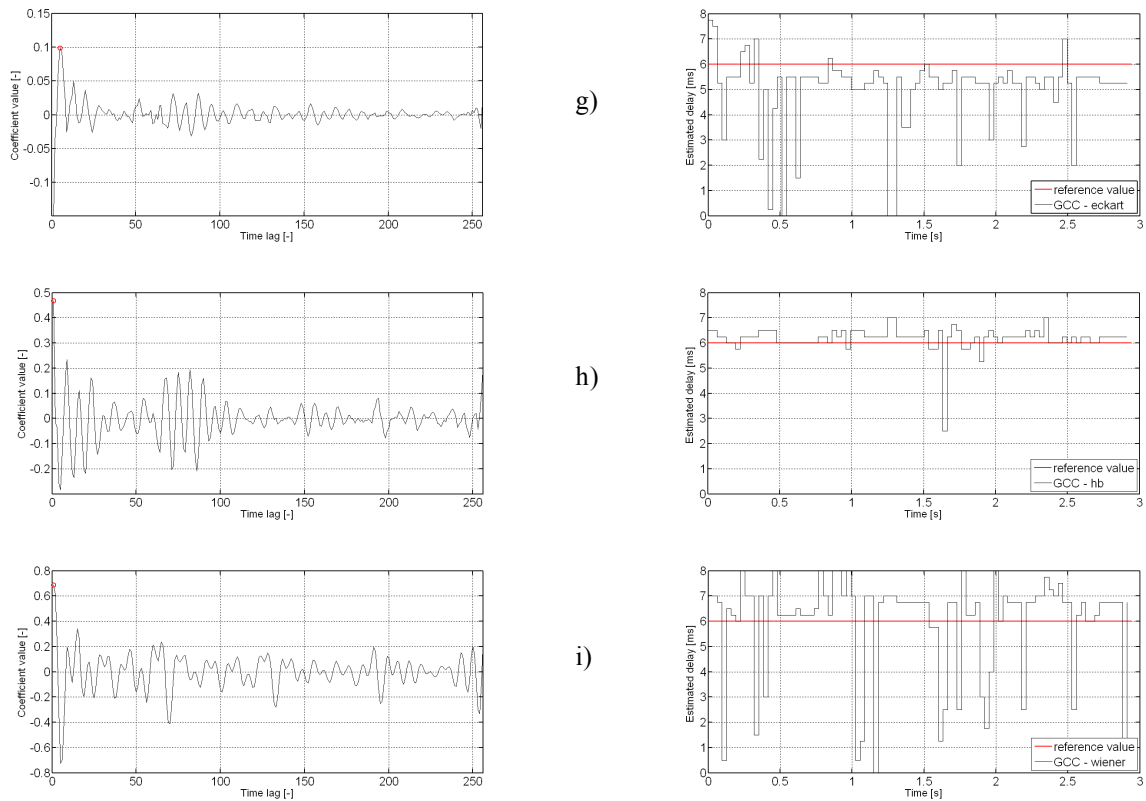 0.15
0.1
0.05
0
-0.05
-0.1
Coefficient value [-]
0 50 100 150 200 250
Time lag [-]
g)
8
7
6
5
4
3
2
1
0
Estimated delay [ms]
reference value
GCC - eckart
0 0.5 1 1.5 2 2.5 3
Time [s]
0.5
0.4
0.3
0.2
0.1
0
-0.1
-0.2
Coefficient value [-]
0 50 100 150 200 250
Time lag [-]
h)
8
7
6
5
4
3
2
1
0
Estimated delay [ms]
reference value
GCC - hb
0 0.5 1 1.5 2 2.5 3
Time [s]
0.8
0.6
0.4
0.2
0
-0.2
-0.4
-0.6
-0.8
Coefficient value [-]
0 50 100 150 200 250
Time lag [-]
i)
8
7
6
5
4
3
2
1
0
Estimated delay [ms]
reference value
GCC - wiener
0 0.5 1 1.5 2 2.5 3
Time [s]